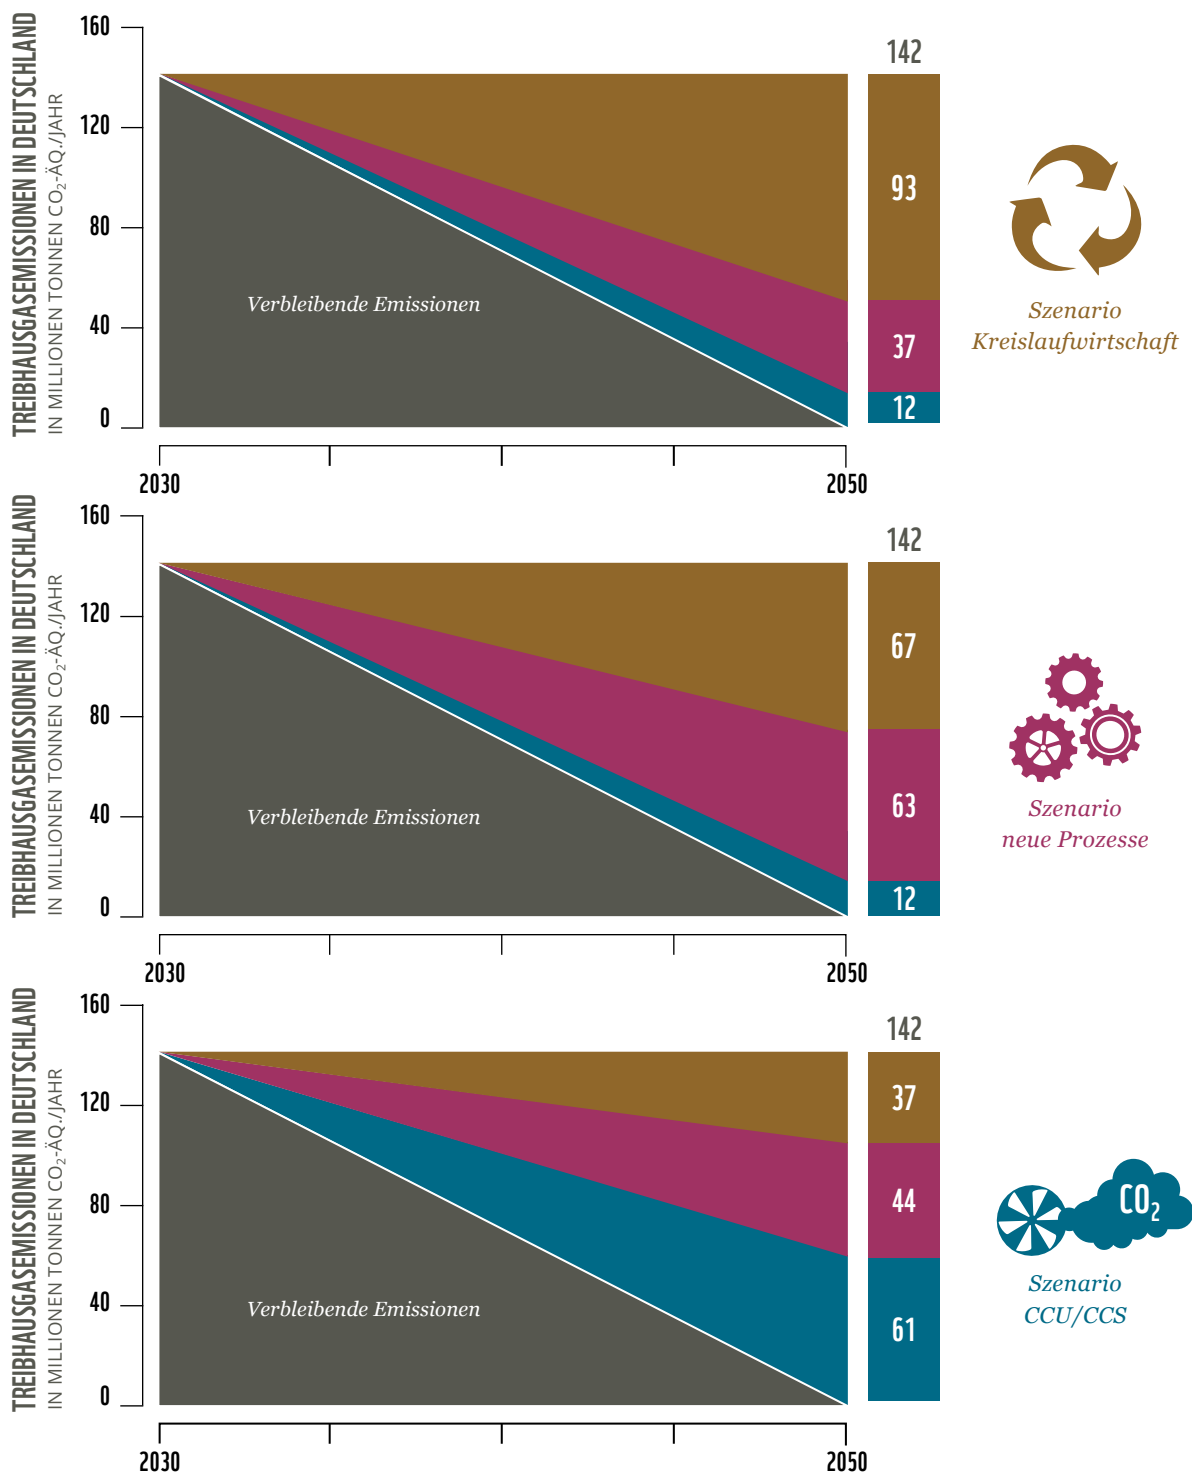 TREIBHAUSGASEMISSIONEN IN DEUTSCHLAND
IN MILLIONEN TONNEN CO₂-ÄQ./JAHR
160
120
80
40
0
Verbleibende Emissionen
2030
2050
142
93
37
12
Szenario
Kreislaufwirtschaft
TREIBHAUSGASEMISSIONEN IN DEUTSCHLAND
IN MILLIONEN TONNEN CO₂-ÄQ./JAHR
160
120
80
40
0
Verbleibende Emissionen
2030
2050
142
67
63
12
Szenario
neue Prozesse
TREIBHAUSGASEMISSIONEN IN DEUTSCHLAND
IN MILLIONEN TONNEN CO₂-ÄQ./JAHR
160
120
80
40
0
Verbleibende Emissionen
2030
2050
142
37
44
61
CO₂
Szenario
CCU/CCS